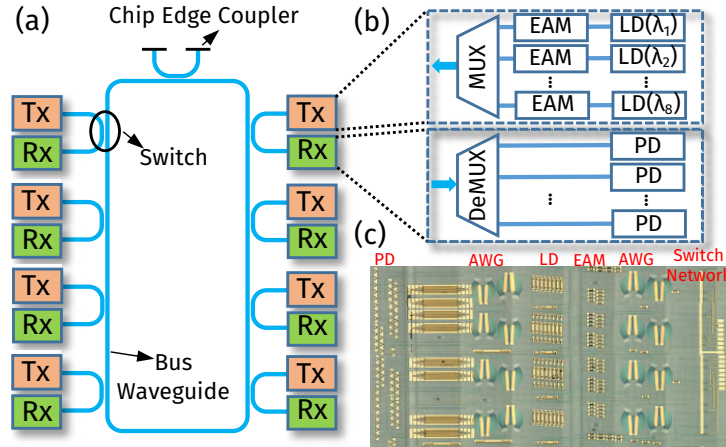 (a)
Chip Edge Coupler
Tx
Rx
Switch
Tx
Rx
Tx
Rx
Tx
Rx
Bus
Waveguide
Tx
Rx
Tx
Rx
Tx
Rx
Tx
Rx
(b)
MUX
EAM
LD(λ1)
EAM
LD(λ2)
EAM
LD(λ8)
DeMUX
PD
PD
PD
(c)
PD
AWG
LD
EAM
AWG
Switch
Network